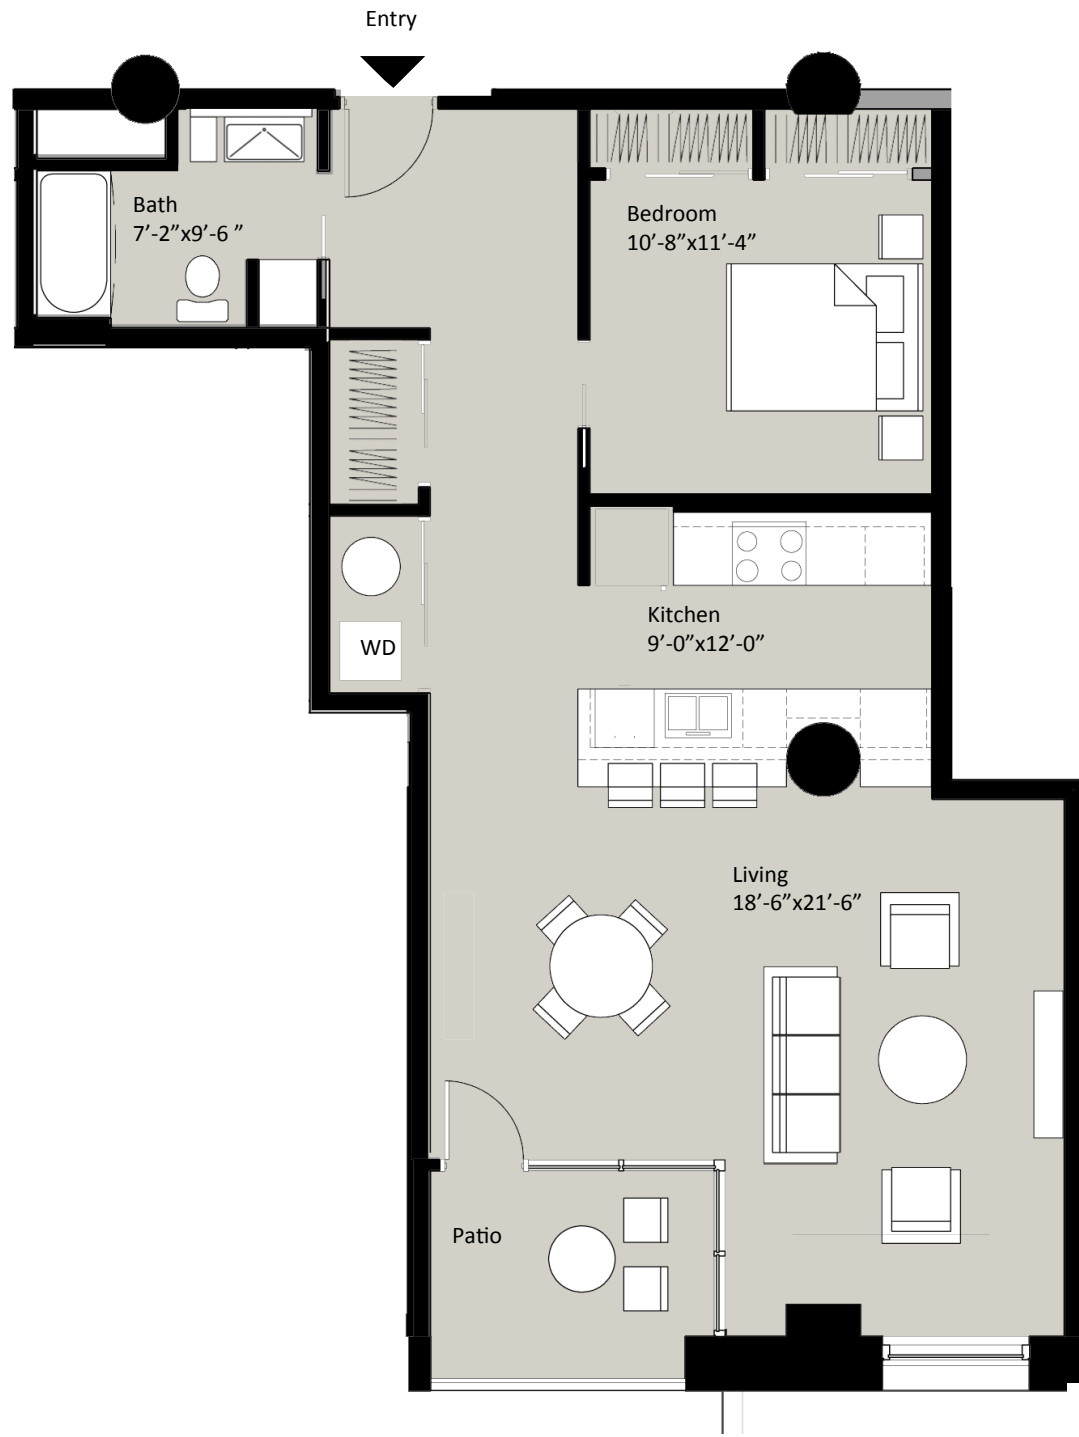 Entry
Bath
7’-2”x9’-6 ”
Bedroom
10’-8”x11’-4”
Kitchen
9’-0”x12’-0”
WD
Living
18’-6”x21’-6”
Patio